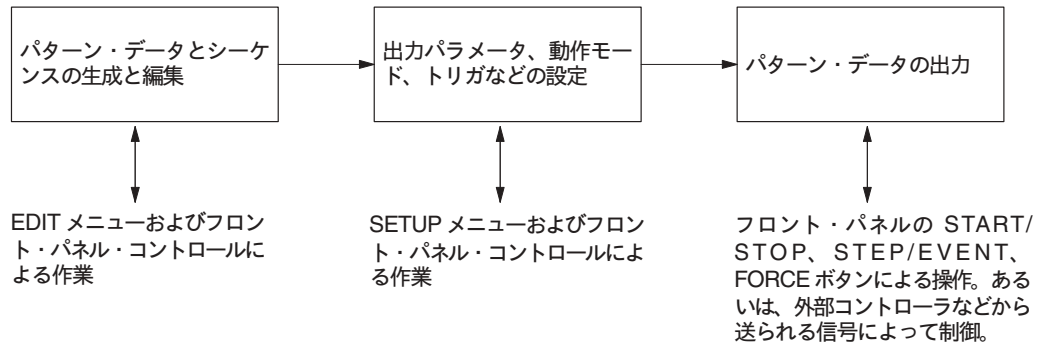 パターン・データとシーケ
ンスの生成と編集
出力パラメータ、動作モー
ド、トリガなどの設定
パターン・データの出力
EDIT メニューおよびフロン
ト・パネル・コントロールに
よる作業
SETUP メニューおよびフロ
ント・パネル・コントロールによ
る作業
フロント・パネルの START/
STOP、STEP/EVENT、
FORCE ボタンによる操作。ある
いは、外部コントローラなどから
送られる信号によって制御。